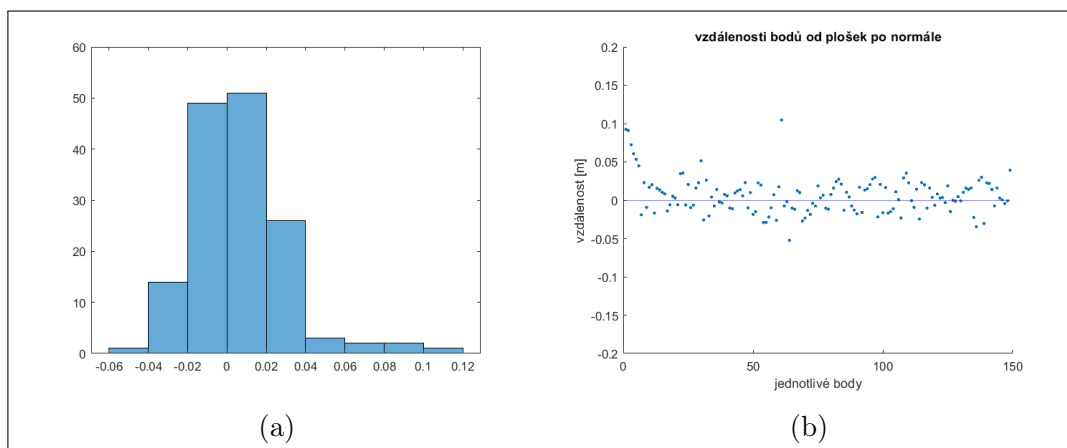 60
50
40
30
20
10
0
-0.06 -0.04 -0.02 0 0.02 0.04 0.06 0.08 0.1 0.12
(a)
vzdálenosti bodů od plošek po normále
vzdálenost [m]
0.2
0.15
0.1
0.05
0
-0.05
-0.1
-0.15
-0.2
0 50 100 150
jednotlivé body
(b)